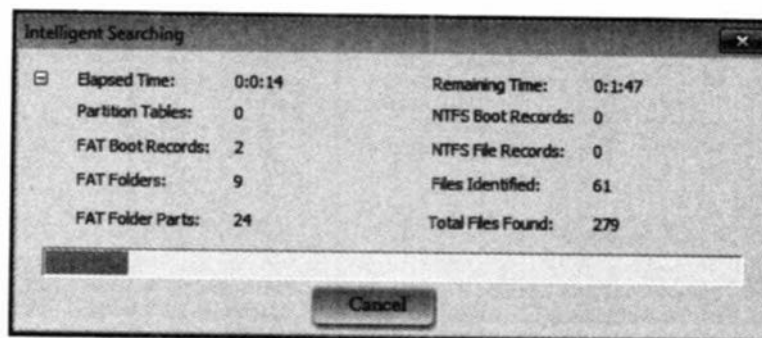 Intelligent Searching
Elapsed Time: 0:0:14 Remaining Time: 0:1:47
Partition Tables: 0 NTFS Boot Records: 0
FAT Boot Records: 2 NTFS File Records: 0
FAT Folders: 9 Files Identified: 61
FAT Folder Parts: 24 Total Files Found: 279
Cancel